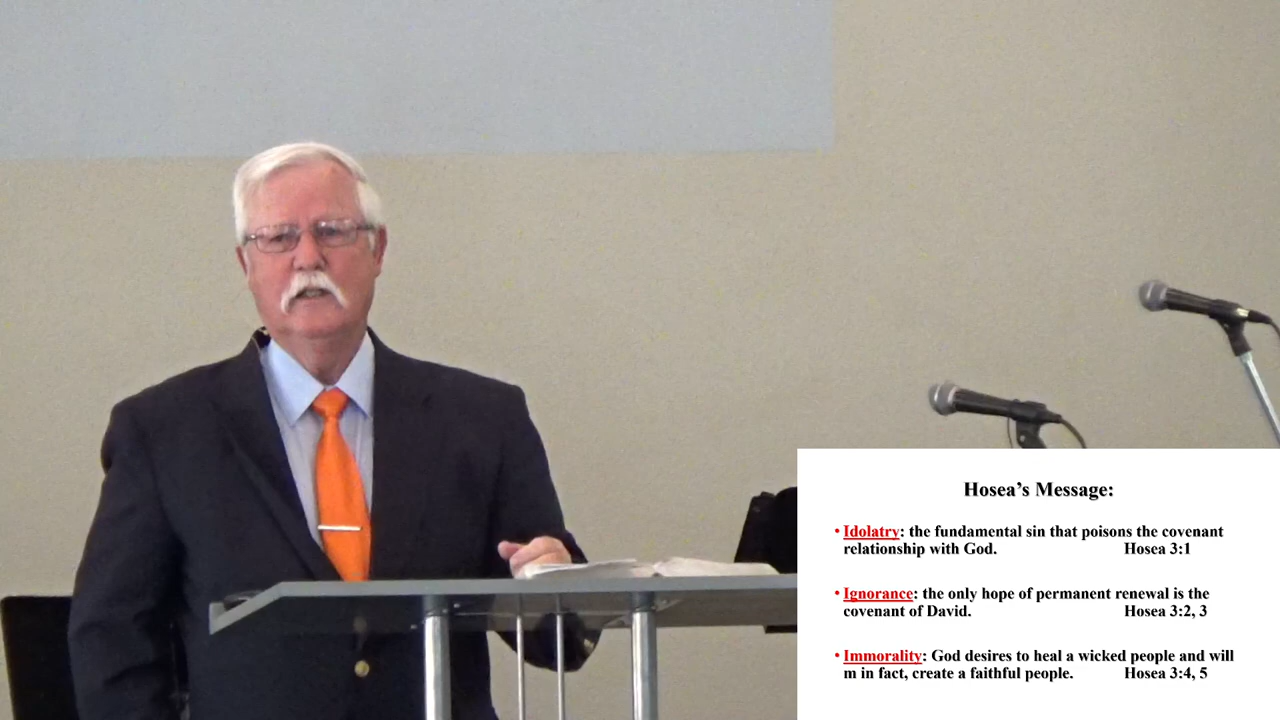 Hosea's Message:
• Idolatry: the fundamental sin that poisons the covenant
relationship with God. Hosea 3:1
• Ignorance: the only hope of permanent renewal is the
covenant of David. Hosea 3:2, 3
• Immorality: God desires to heal a wicked people and will
m in fact, create a faithful people. Hosea 3:4, 5